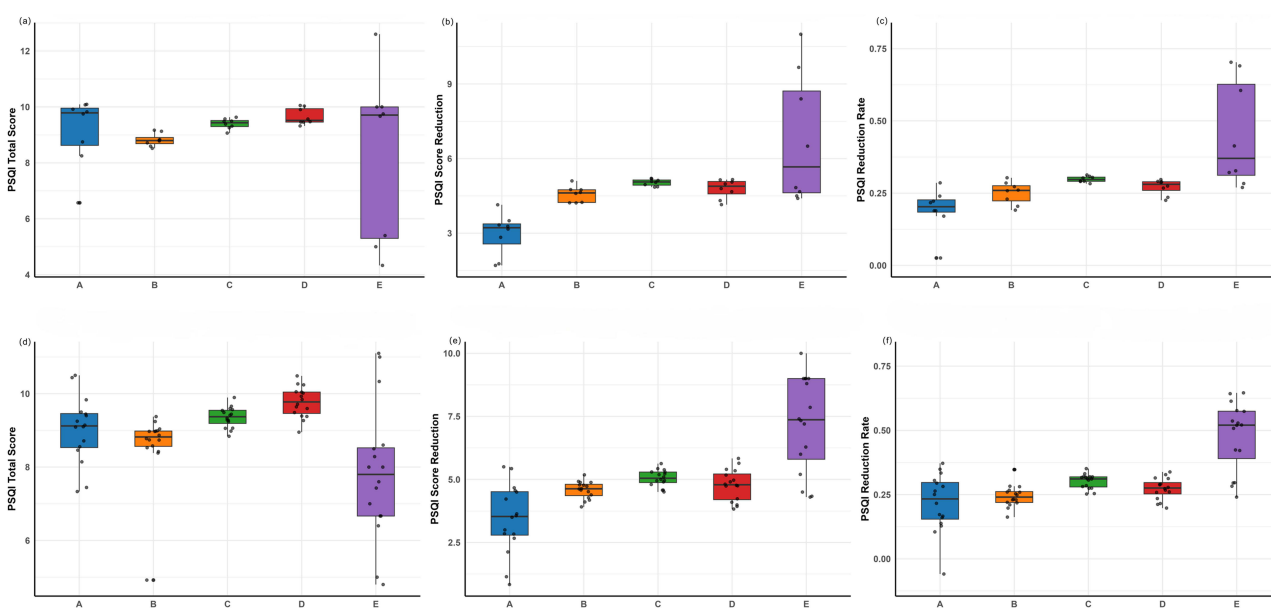 (a)
PSQI Total Score
12
10
8
6
4
A B C D E
(b)
PSQI Score Reduction
9
6
3
A B C D E
(c)
PSQI Reduction Rate
0.75
0.50
0.25
0.00
A B C D E
(d)
PSQI Total Score
10
8
6
A B C D E
(e)
PSQI Score Reduction
10.0
7.5
5.0
2.5
A B C D E
(f)
PSQI Reduction Rate
0.75
0.50
0.25
0.00
A B C D E